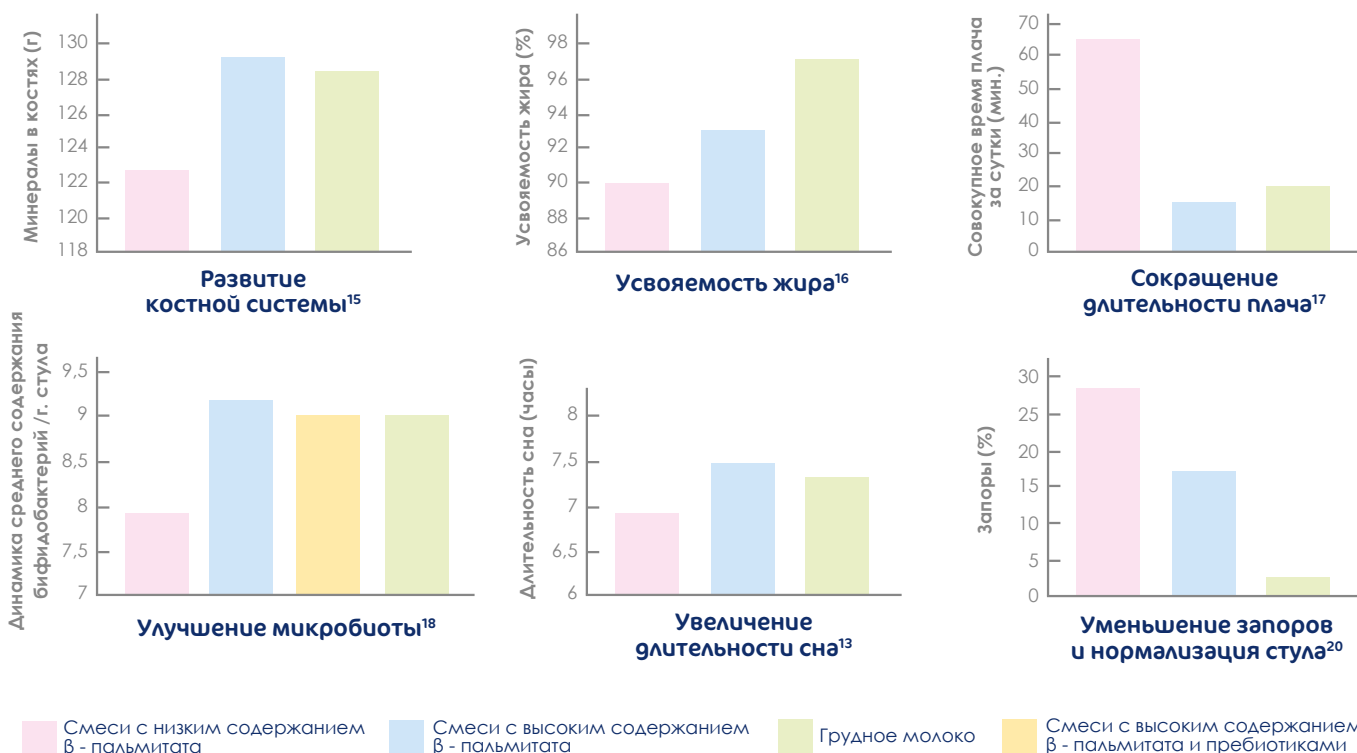 Минералы в костях (г)
130
128
126
124
122
120
118
Развитие
костной системы¹⁵
Усвояемость жира (%)
98
96
94
92
90
88
86
Усвояемость жира¹⁶
Совокупное время плача
за сутки (мин.)
70
60
50
40
30
20
10
0
Сокращение
длительности плача¹⁷
Динамика среднего содержания
бифидобактерий /г. стула
9,5
9
8,5
8
7,5
7
Улучшение микробиоты¹⁸
Длительность сна (часы)
8
7,5
7
6,5
6
Увеличение
длительности сна¹³
Запоры (%)
30
25
20
15
10
5
0
Уменьшение запоров
и нормализация стула²⁰
Смеси с низким содержанием
β - пальмитата
Смеси с высоким содержанием
β - пальмитата
Грудное молоко
Смеси с высоким содержанием
β - пальмитата и пребиотиками